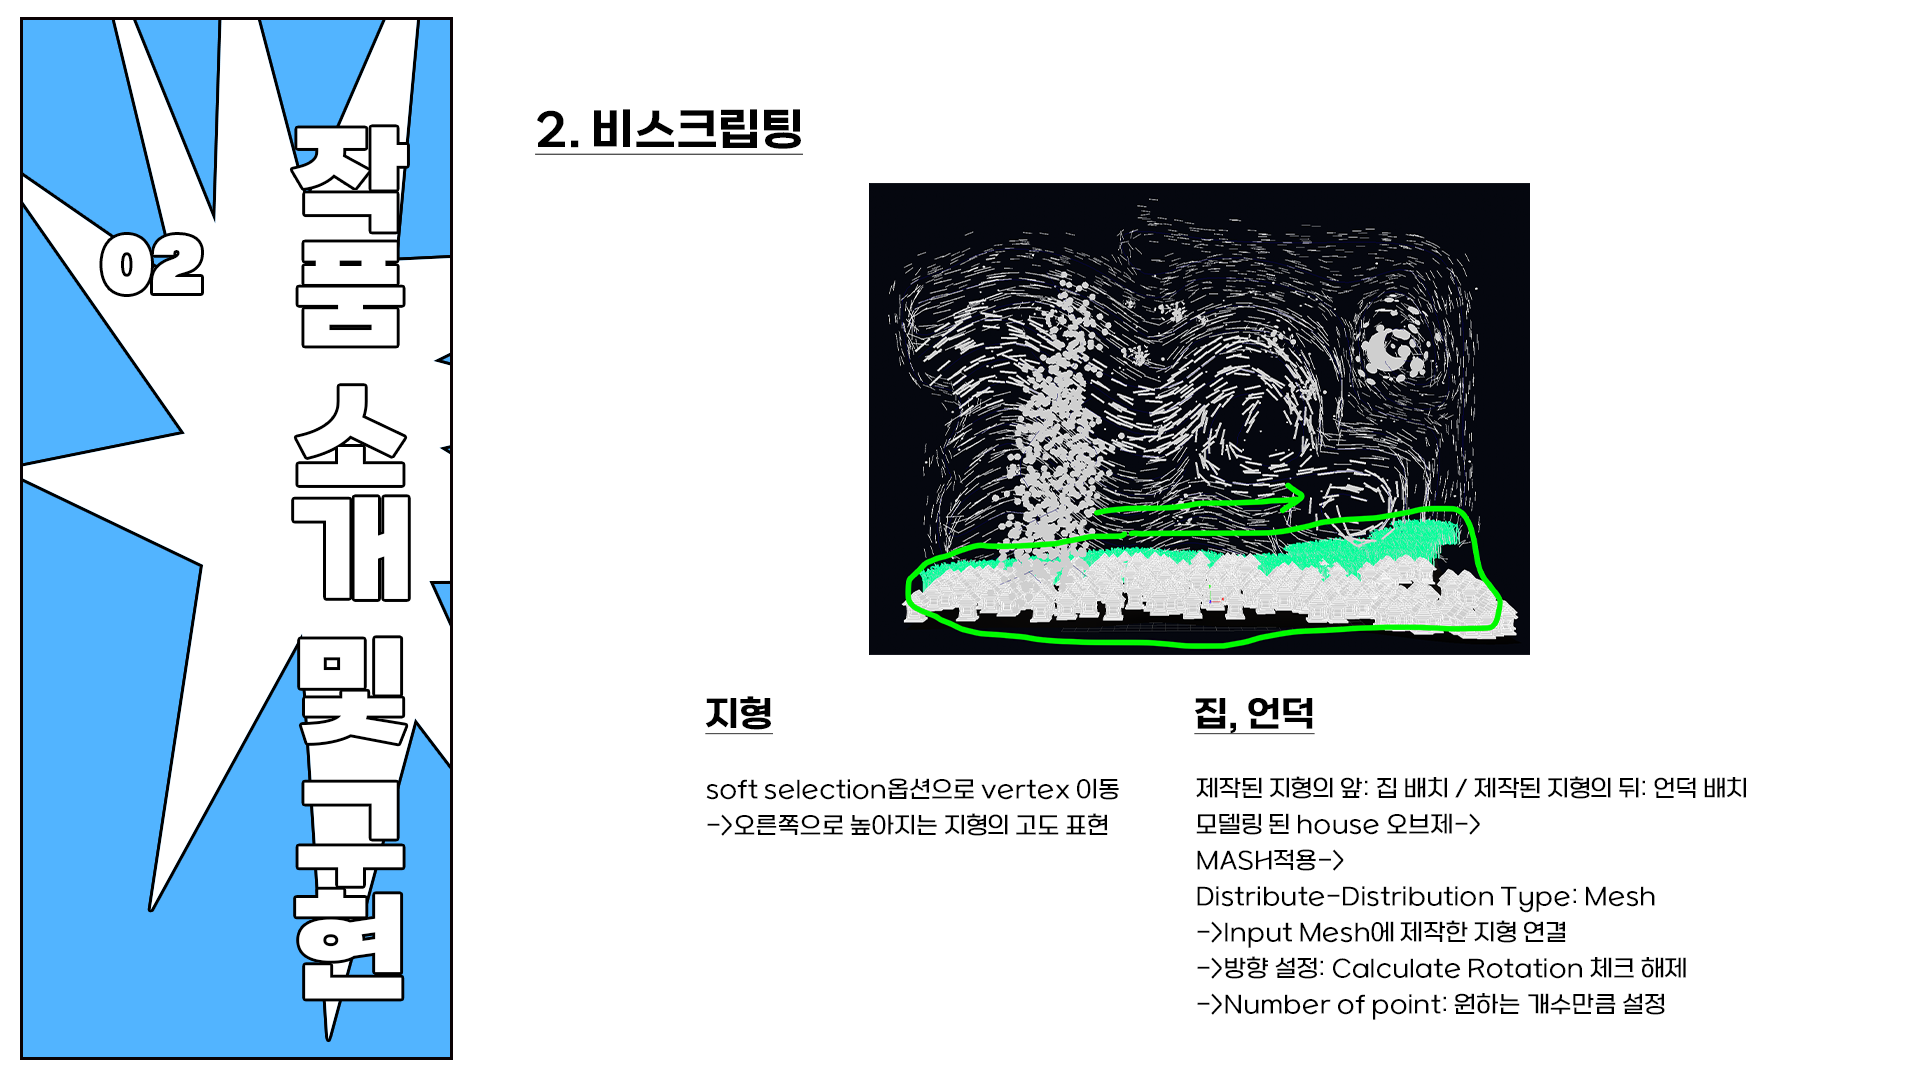 02
작품 소개 및 구현
2. 비스크립팅
지형
soft selection옵션으로 vertex 이동
->오른쪽으로 높아지는 지형의 고도 표현
집, 언덕
제작된 지형의 앞: 집 배치 / 제작된 지형의 뒤: 언덕 배치
모델링 된 house 오브제->
MASH적용->
Distribute-Distribution Type: Mesh
->Input Mesh에 제작한 지형 연결
->방향 설정: Calculate Rotation 체크 해제
->Number of point: 원하는 개수만큼 설정